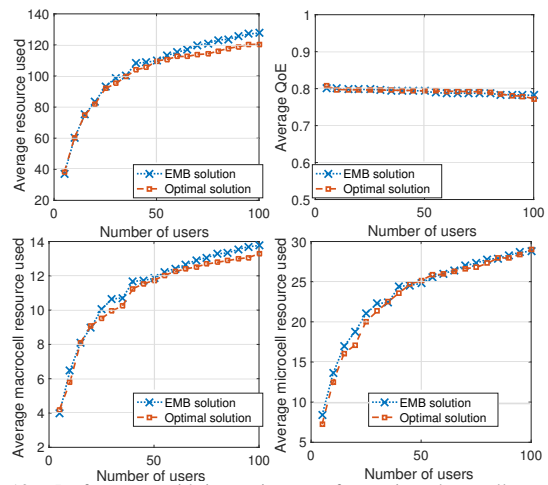 140
120
100
80
60
40
20
0
50
100
Average resource used
Number of users
EMB solution
Optimal solution
1
0.9
0.8
0.7
0.6
0.5
0
50
100
Average QoE
Number of users
EMB solution
Optimal solution
14
12
10
8
6
4
2
0
50
100
Average macrocell resource used
Number of users
EMB solution
Optimal solution
30
25
20
15
10
5
0
0
50
100
Average microcell resource used
Number of users
EMB solution
Optimal solution